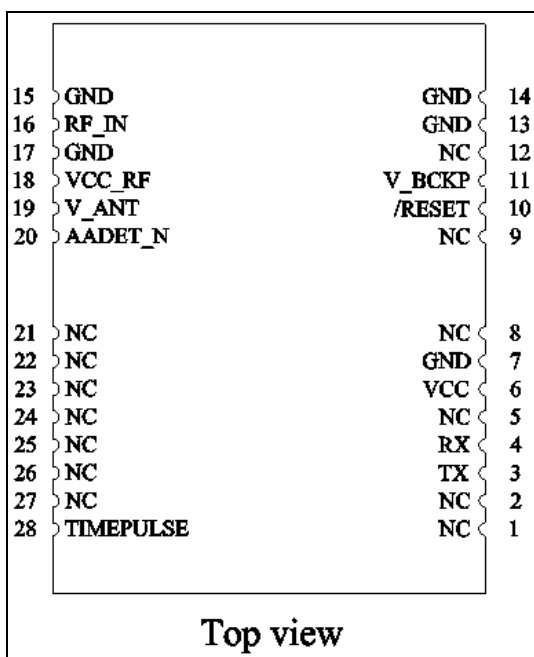 15 GND GND 14
16 RF_IN GND 13
17 GND NC 12
18 VCC_RF V_BCKP 11
19 V_ANT /RESET 10
20 AADET_N NC 9
21 NC NC 8
22 NC GND 7
23 NC VCC 6
24 NC NC 5
25 NC RX 4
26 NC TX 3
27 NC NC 2
28 TIMEPULSE NC 1
Top view